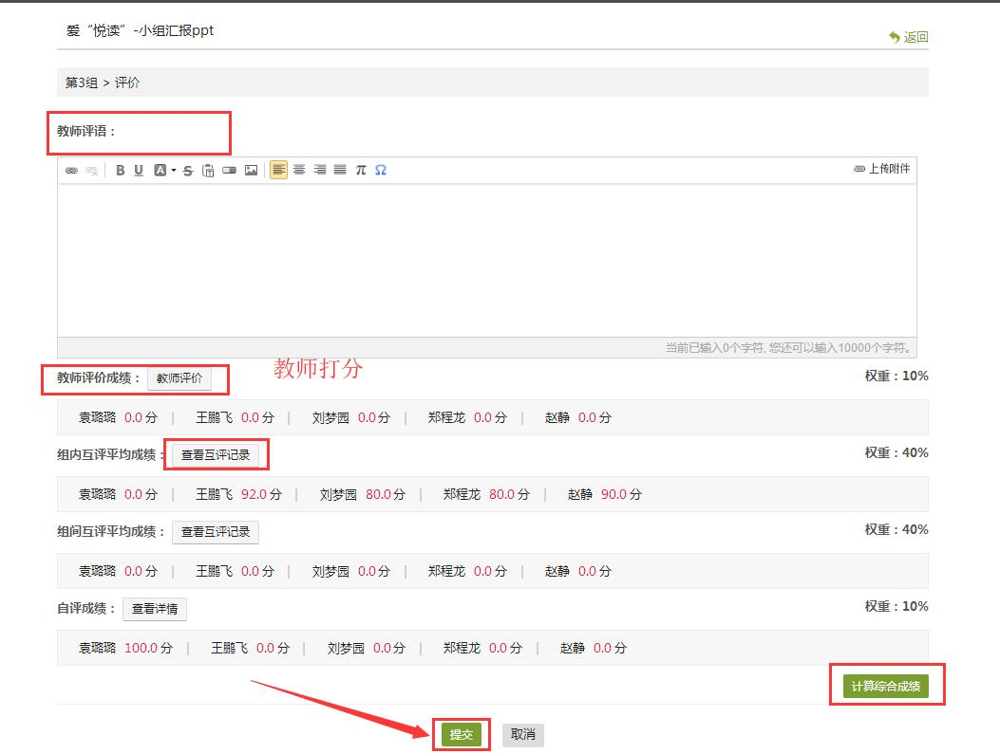 爱“悦读”-小组汇报ppt
返回
第3组 > 评价
教师评语：
B U A S π Ω 上传附件
当前已输入0个字符, 您还可以输入10000个字符。
教师评价成绩： 教师评价 教师打分 权重：10%
袁璐璐 0.0 分 | 王鹏飞 0.0 分 | 刘梦园 0.0 分 | 郑程龙 0.0 分 | 赵静 0.0 分
组内互评平均成绩： 查看互评记录 权重：40%
袁璐璐 0.0 分 | 王鹏飞 92.0 分 | 刘梦园 80.0 分 | 郑程龙 80.0 分 | 赵静 90.0 分
组间互评平均成绩： 查看互评记录 权重：40%
袁璐璐 0.0 分 | 王鹏飞 0.0 分 | 刘梦园 0.0 分 | 郑程龙 0.0 分 | 赵静 0.0 分
自评成绩： 查看详情 权重：10%
袁璐璐 100.0 分 | 王鹏飞 0.0 分 | 刘梦园 0.0 分 | 郑程龙 0.0 分 | 赵静 0.0 分
计算综合成绩
提交 取消